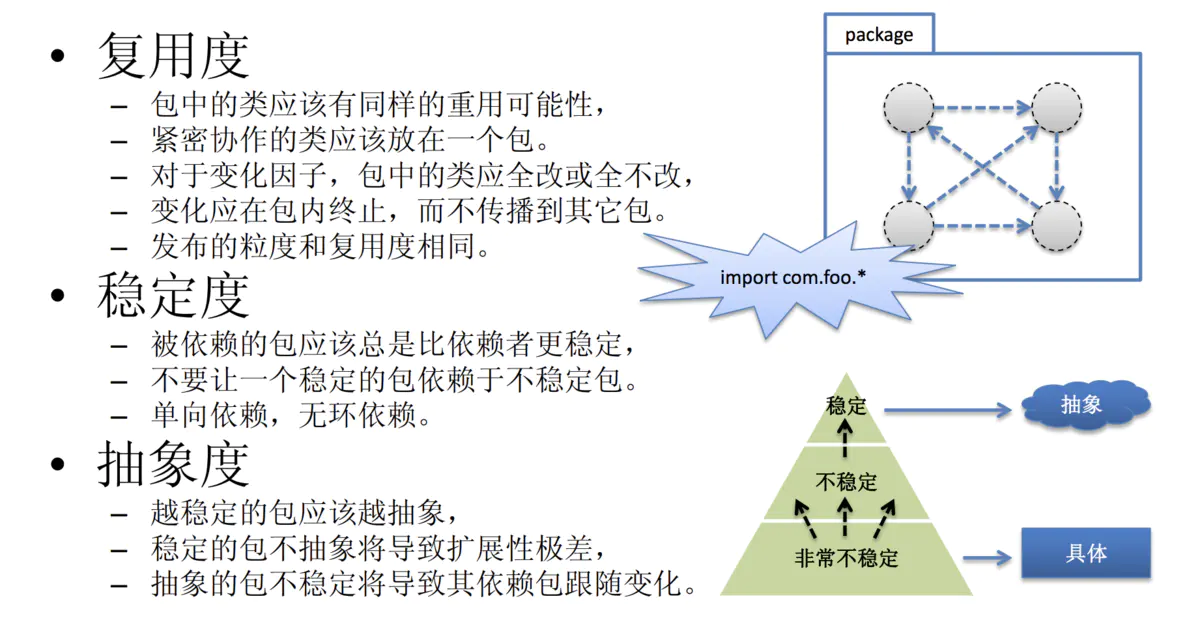 • 复用度
– 包中的类应该有同样的重用可能性，
– 紧密协作的类应该放在一个包。
– 对于变化因子，包中的类应全改或全不改，
– 变化应在包内终止，而不传播到其它包。
– 发布的粒度和复用度相同。
• 稳定度
– 被依赖的包应该总是比依赖者更稳定，
– 不要让一个稳定的包依赖于不稳定包。
– 单向依赖，无环依赖。
• 抽象度
– 越稳定的包应该越抽象，
– 稳定的包不抽象将导致扩展性极差，
– 抽象的包不稳定将导致其依赖包跟随变化。
package
import com.foo.*
稳定
抽象
不稳定
非常不稳定
具体